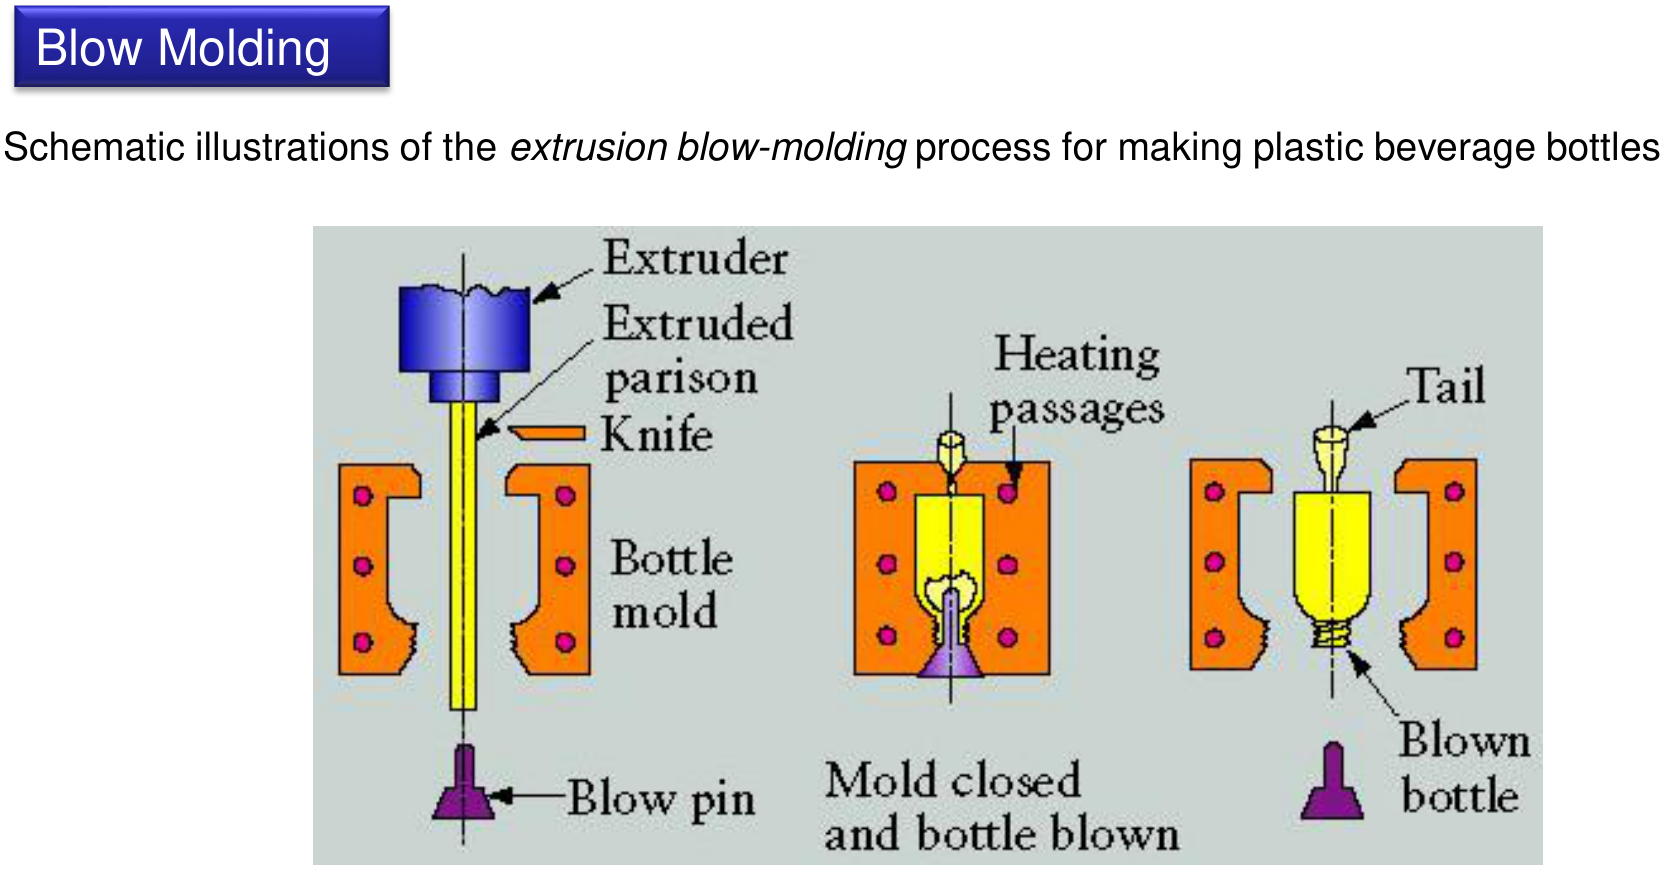 Blow Molding
Schematic illustrations of the extrusion blow-molding process for making plastic beverage bottles
Extruder
Extruded
parison
Knife
Bottle
mold
Blow pin
Heating
passages
Mold closed
and bottle blown
Tail
Blown
bottle